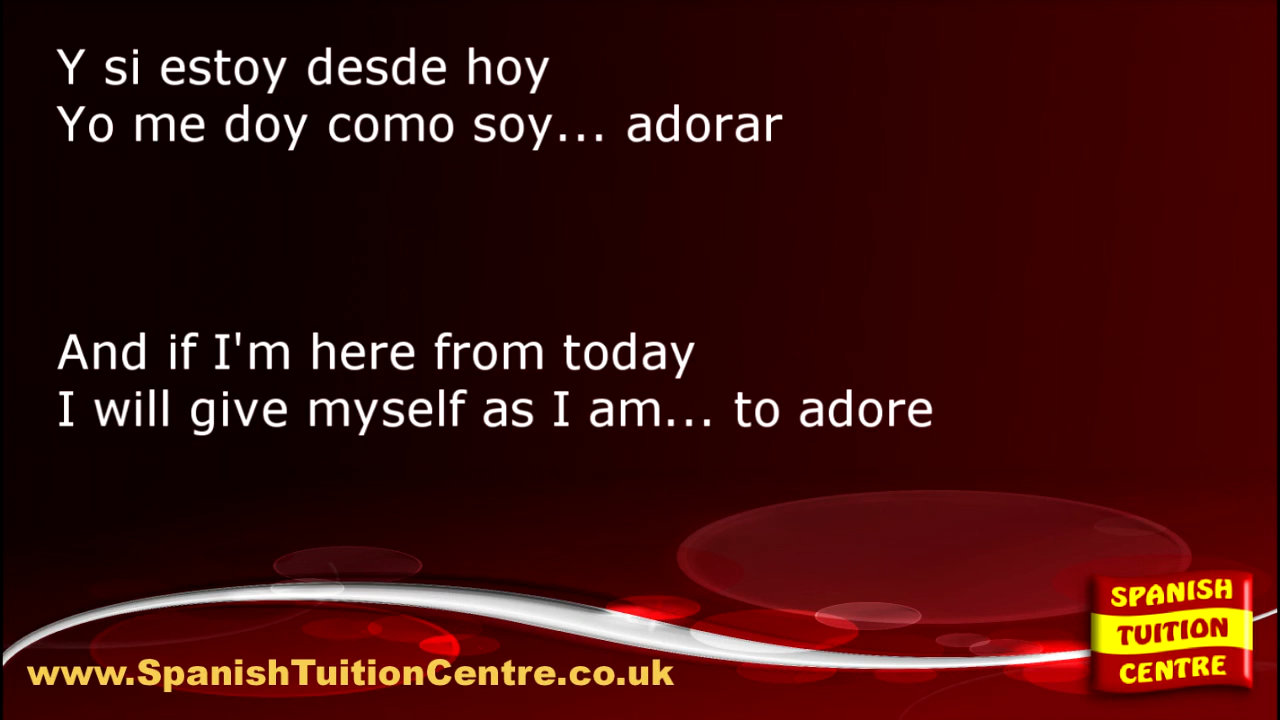 Y si estoy desde hoy
Yo me doy como soy... adorar
And if I'm here from today
I will give myself as I am... to adore
SPANISH
TUITION
CENTRE
www.SpanishTuitionCentre.co.uk